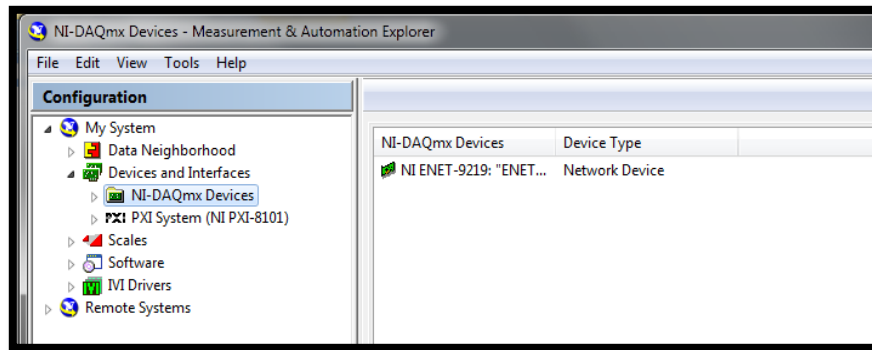 NI-DAQmx Devices - Measurement & Automation Explorer
File Edit View Tools Help
Configuration
My System
Data Neighborhood
Devices and Interfaces
NI-DAQmx Devices
PXI System (NI PXI-8101)
Scales
Software
IVI Drivers
Remote Systems
NI-DAQmx Devices Device Type
NI ENET-9219: "ENET... Network Device